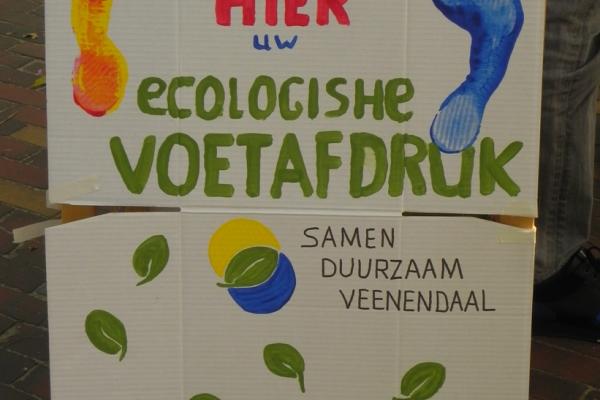 HIER
uw
ecologishe
VOETAFDRUK
SAMEN
DUURZAAM
VEENENDAAL